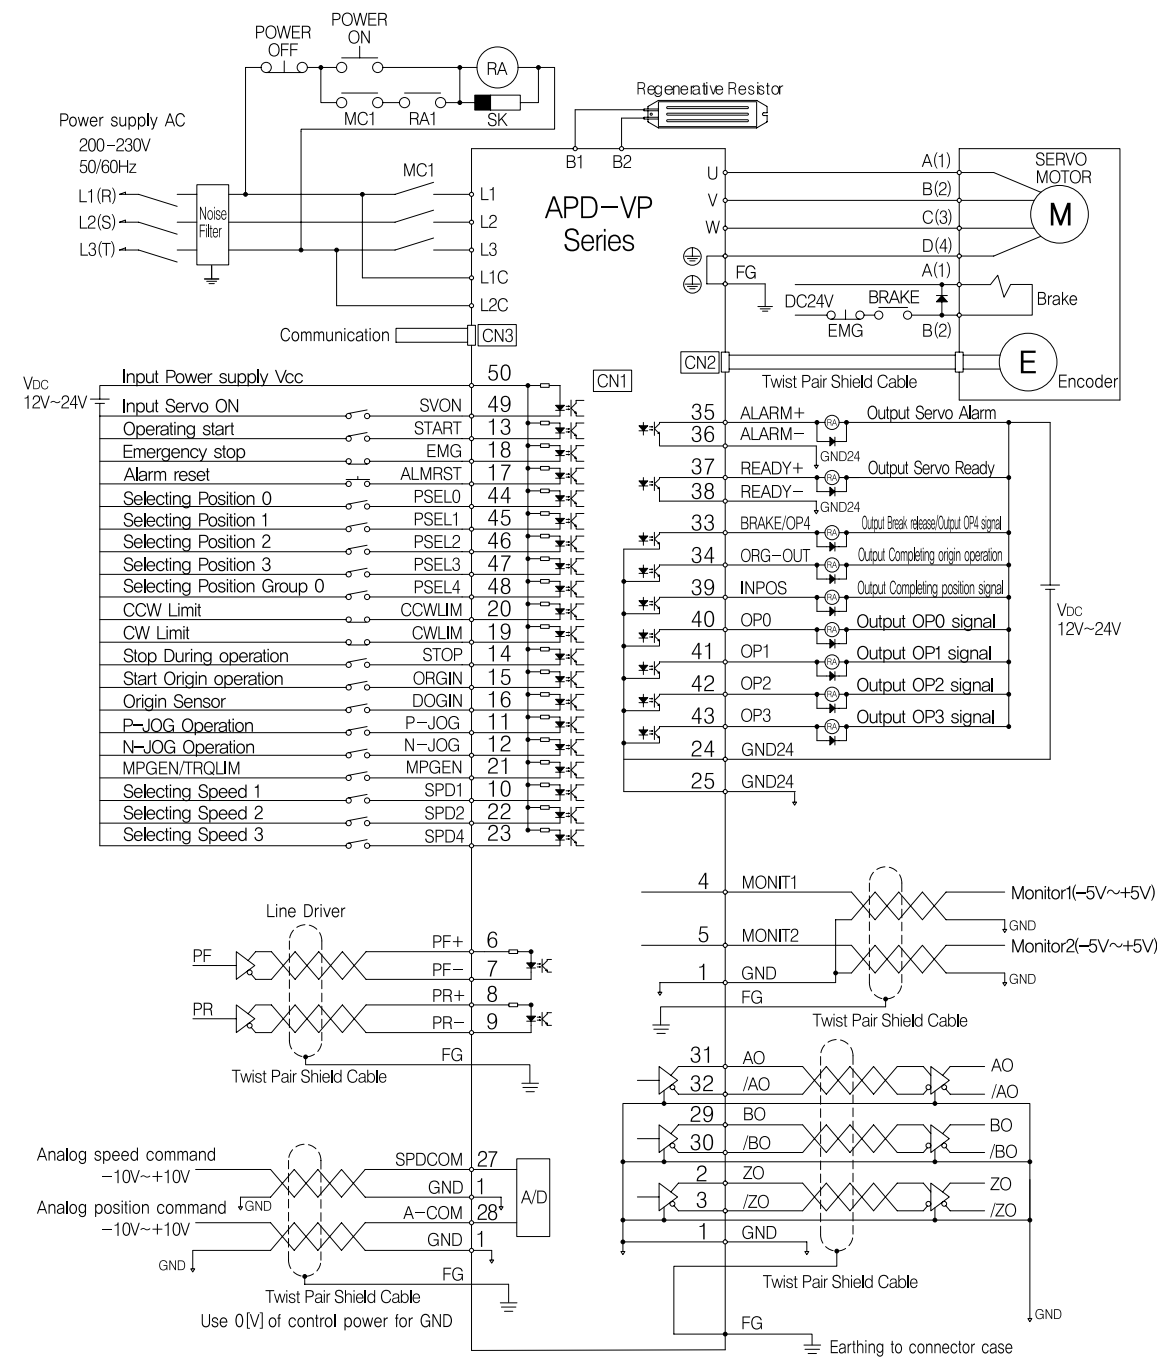 POWER
OFF
POWER
ON
RA
MC1
RA1
SK
Regenerative Resistor
Power supply AC
200-230V
50/60Hz
L1(R)
L2(S)
L3(T)
Noise
Filter
MC1
L1
L2
L3
L1C
L2C
B1
B2
APD-VP
Series
U
V
W
FG
A(1)
B(2)
C(3)
D(4)
SERVO
MOTOR
M
A(1)
DC24V
BRAKE
EMG
B(2)
Brake
Communication
CN3
CN2
Twist Pair Shield Cable
E
Encoder
VDC
12V~24V
CN1
Input Power supply Vcc 50
Input Servo ON SVON 49
Operating start START 13
Emergency stop EMG 18
Alarm reset ALMRST 17
Selecting Position 0 PSEL0 44
Selecting Position 1 PSEL1 45
Selecting Position 2 PSEL2 46
Selecting Position 3 PSEL3 47
Selecting Position Group 0 PSEL4 48
CCW Limit CCWLIM 20
CW Limit CWLIM 19
Stop During operation STOP 14
Start Origin operation ORGIN 15
Origin Sensor DOGIN 16
P-JOG Operation P-JOG 11
N-JOG Operation N-JOG 12
MPGEN/TRQLIM MPGEN 21
Selecting Speed 1 SPD1 10
Selecting Speed 2 SPD2 22
Selecting Speed 3 SPD4 23
35 ALARM+ RA Output Servo Alarm
36 ALARM-
GND24
37 READY+ RA Output Servo Ready
38 READY-
GND24
33 BRAKE/OP4 RA Output Break release/Output OP4 signal
34 ORG-OUT RA Output Completing origin operation
39 INPOS RA Output Completing position signal
40 OP0 RA Output OP0 signal
41 OP1 RA Output OP1 signal
42 OP2 RA Output OP2 signal
43 OP3 RA Output OP3 signal
24 GND24
25 GND24
VDC
12V~24V
4 MONIT1 Monitor1(-5V~+5V)
GND
5 MONIT2 Monitor2(-5V~+5V)
1 GND
GND
FG
Twist Pair Shield Cable
Line Driver
PF PF+ 6
PF- 7
PR PR+ 8
PR- 9
FG
Twist Pair Shield Cable
31 AO AO
32 /AO /AO
29 BO BO
30 /BO /BO
2 ZO ZO
3 /ZO /ZO
1 GND
Twist Pair Shield Cable
GND
FG
Earthing to connector case
Analog speed command
-10V~+10V
SPDCOM 27
GND
GND 1
A/D
Analog position command
-10V~+10V
A-COM 28
GND
GND 1
FG
Twist Pair Shield Cable
Use 0[V] of control power for GND